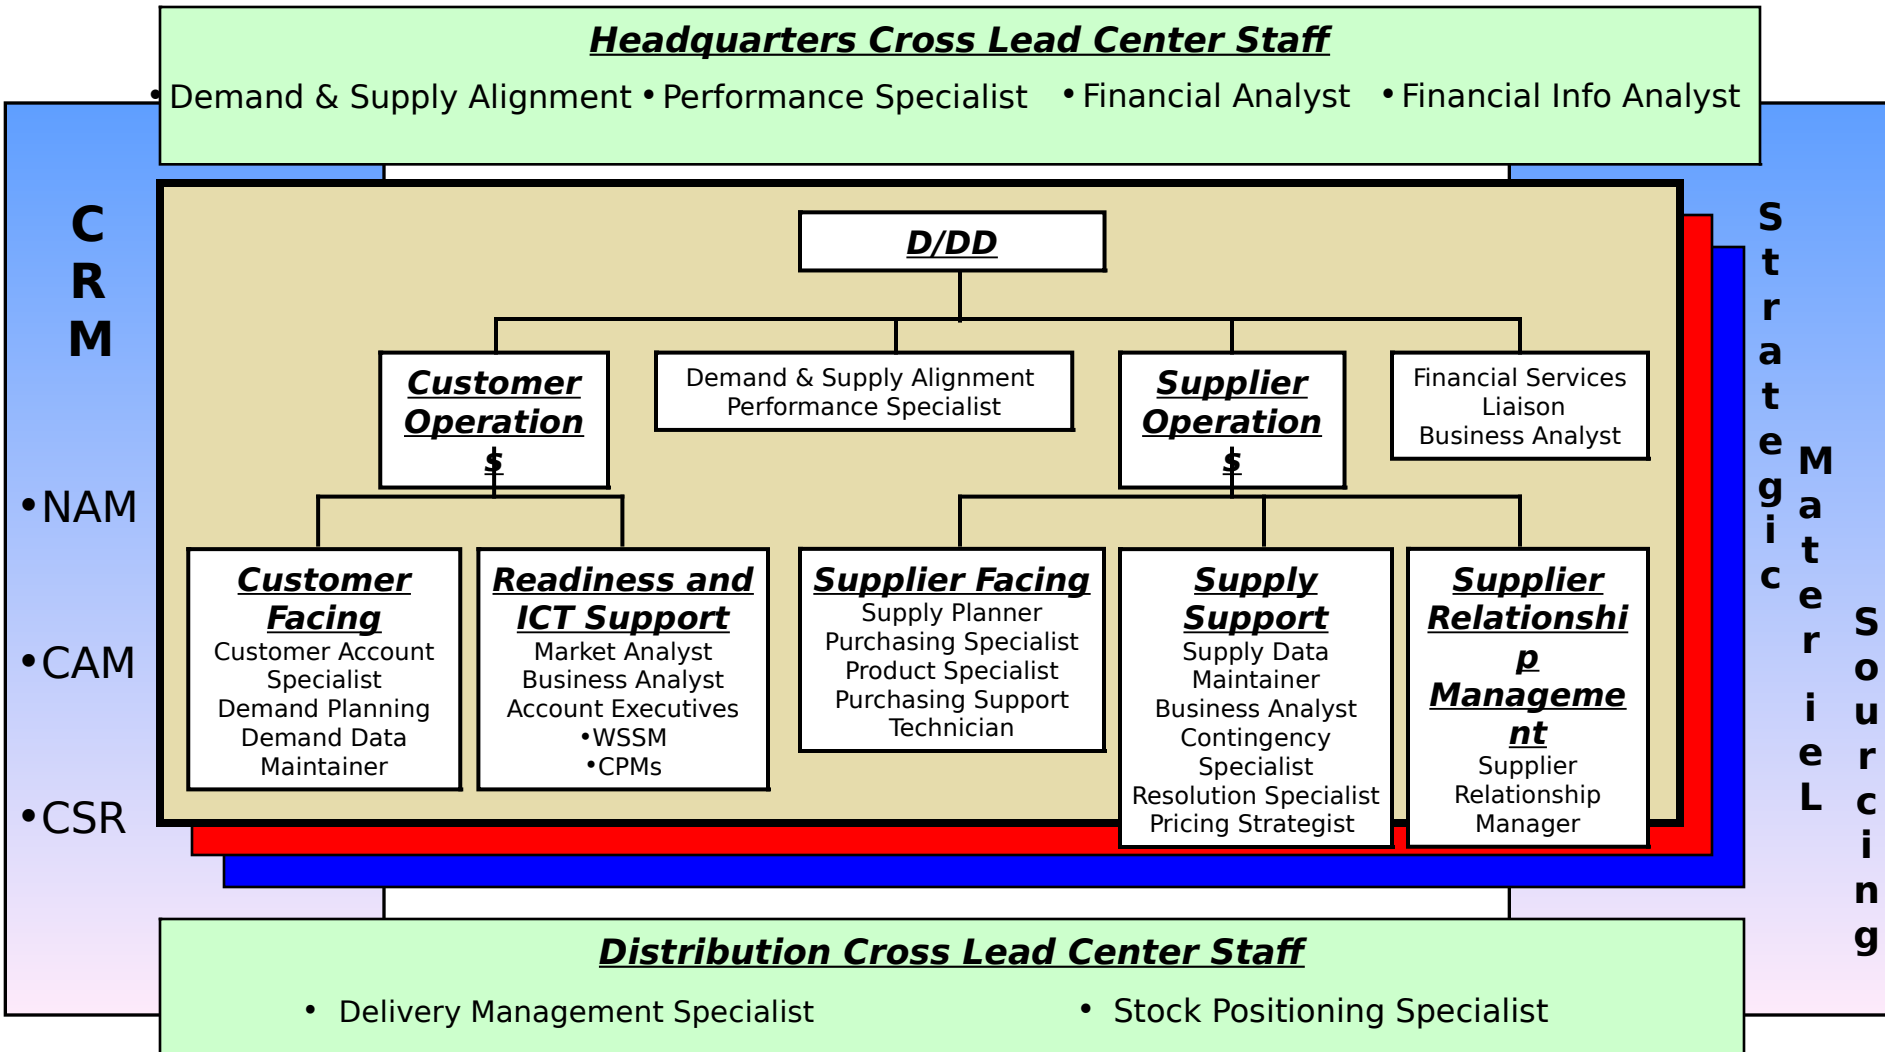 Headquarters Cross Lead Center Staff
• Demand & Supply Alignment • Performance Specialist • Financial Analyst • Financial Info Analyst
C
R
M
•NAM
•CAM
•CSR
D/DD
Customer
Operation
s
Demand & Supply Alignment
Performance Specialist
Supplier
Operation
s
Financial Services
Liaison
Business Analyst
Customer
Facing
Customer Account
Specialist
Demand Planning
Demand Data
Maintainer
Readiness and
ICT Support
Market Analyst
Business Analyst
Account Executives
•WSSM
•CPMs
Supplier Facing
Supply Planner
Purchasing Specialist
Product Specialist
Purchasing Support
Technician
Supply
Support
Supply Data
Maintainer
Business Analyst
Contingency
Specialist
Resolution Specialist
Pricing Strategist
Supplier
Relationshi
p
Manageme
nt
Supplier
Relationship
Manager
S
t
r
a
t
e
g
i
c
M
a
t
e
r
i
e
L
S
o
u
r
c
i
n
g
Distribution Cross Lead Center Staff
• Delivery Management Specialist
• Stock Positioning Specialist